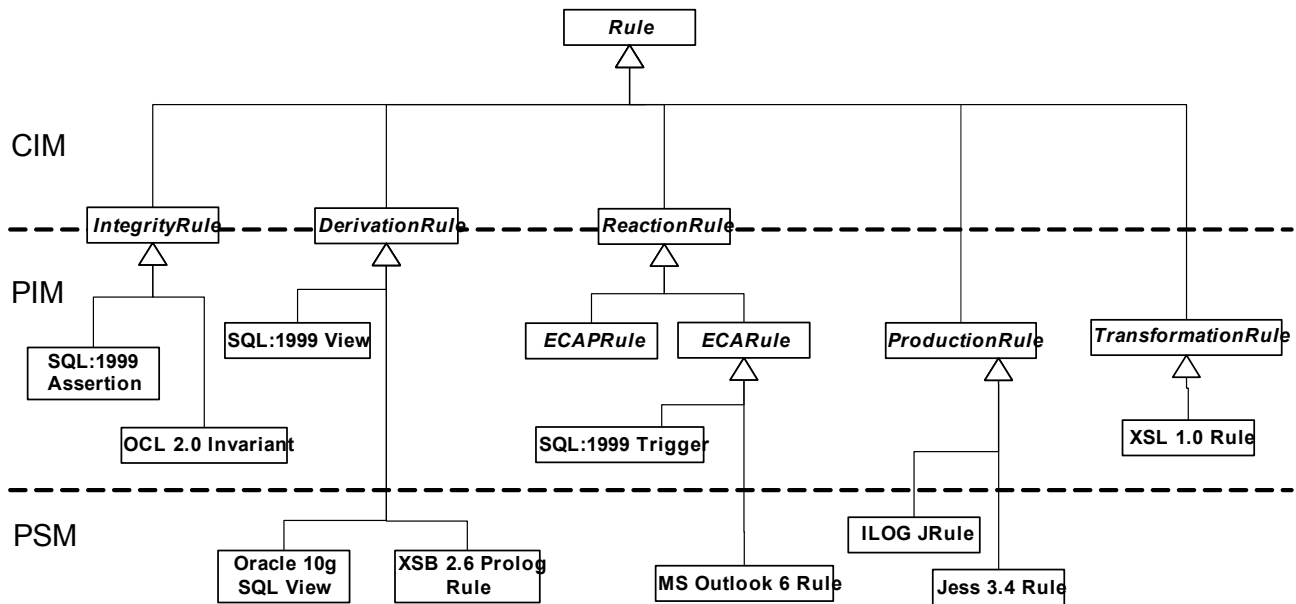 Rule
CIM
IntegrityRule
DerivationRule
ReactionRule
PIM
SQL:1999
Assertion
OCL 2.0 Invariant
SQL:1999 View
ECAPRule
ECARule
SQL:1999 Trigger
ProductionRule
TransformationRule
XSL 1.0 Rule
PSM
Oracle 10g
SQL View
XSB 2.6 Prolog
Rule
MS Outlook 6 Rule
ILOG JRule
Jess 3.4 Rule